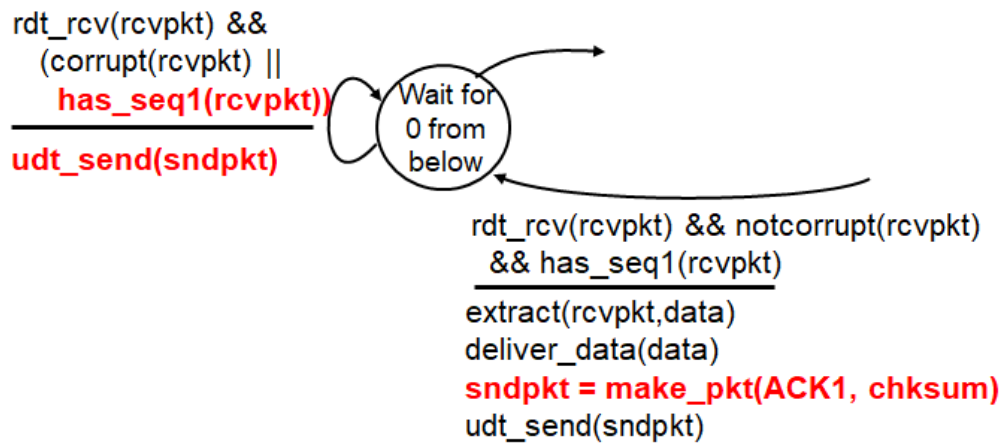 rdt_rcv(rcvpkt) &&
(corrupt(rcvpkt) ||
has_seq1(rcvpkt))
udt_send(sndpkt)
Wait for
0 from
below
rdt_rcv(rcvpkt) && notcorrupt(rcvpkt)
&& has_seq1(rcvpkt)
extract(rcvpkt,data)
deliver_data(data)
sndpkt = make_pkt(ACK1, chksum)
udt_send(sndpkt)